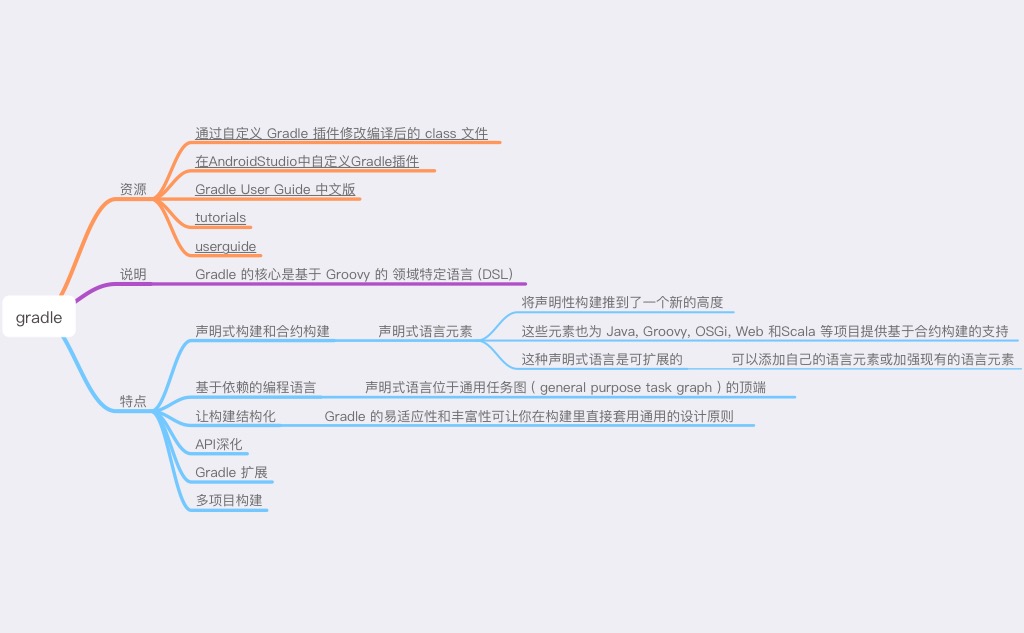 通过自定义 Gradle 插件修改编译后的 class 文件
在AndroidStudio中自定义Gradle插件
资源
Gradle User Guide 中文版
tutorials
userguide
说明
Gradle 的核心是基于 Groovy 的 领域特定语言 (DSL)
gradle
将声明性构建推到了一个新的高度
声明式构建和合约构建
声明式语言元素
这些元素也为 Java, Groovy, OSGi, Web 和Scala 等项目提供基于合约构建的支持
这种声明式语言是可扩展的
可以添加自己的语言元素或加强现有的语言元素
特点
基于依赖的编程语言
声明式语言位于通用任务图 ( general purpose task graph ) 的顶端
让构建结构化
Gradle 的易适应性和丰富性可让你在构建里直接套用通用的设计原则
API深化
Gradle 扩展
多项目构建